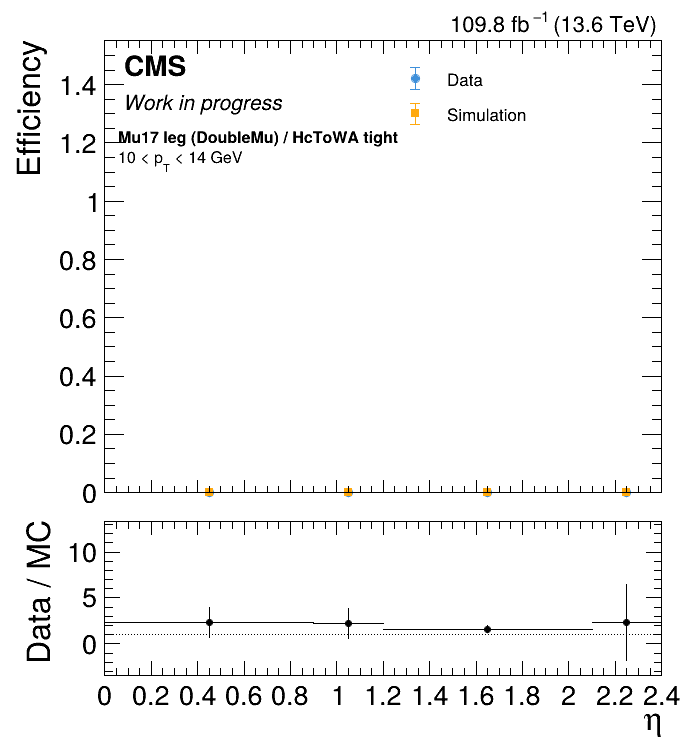 109.8 fb⁻¹ (13.6 TeV)
CMS
Work in progress
Mu17 leg (DoubleMu) / HcToWA tight
10 < p_T < 14 GeV
Data
Simulation
Efficiency
1.4
1.2
1
0.8
0.6
0.4
0.2
0
Data / MC
10
5
0
0 0.2 0.4 0.6 0.8 1 1.2 1.4 1.6 1.8 2 2.2 2.4
η